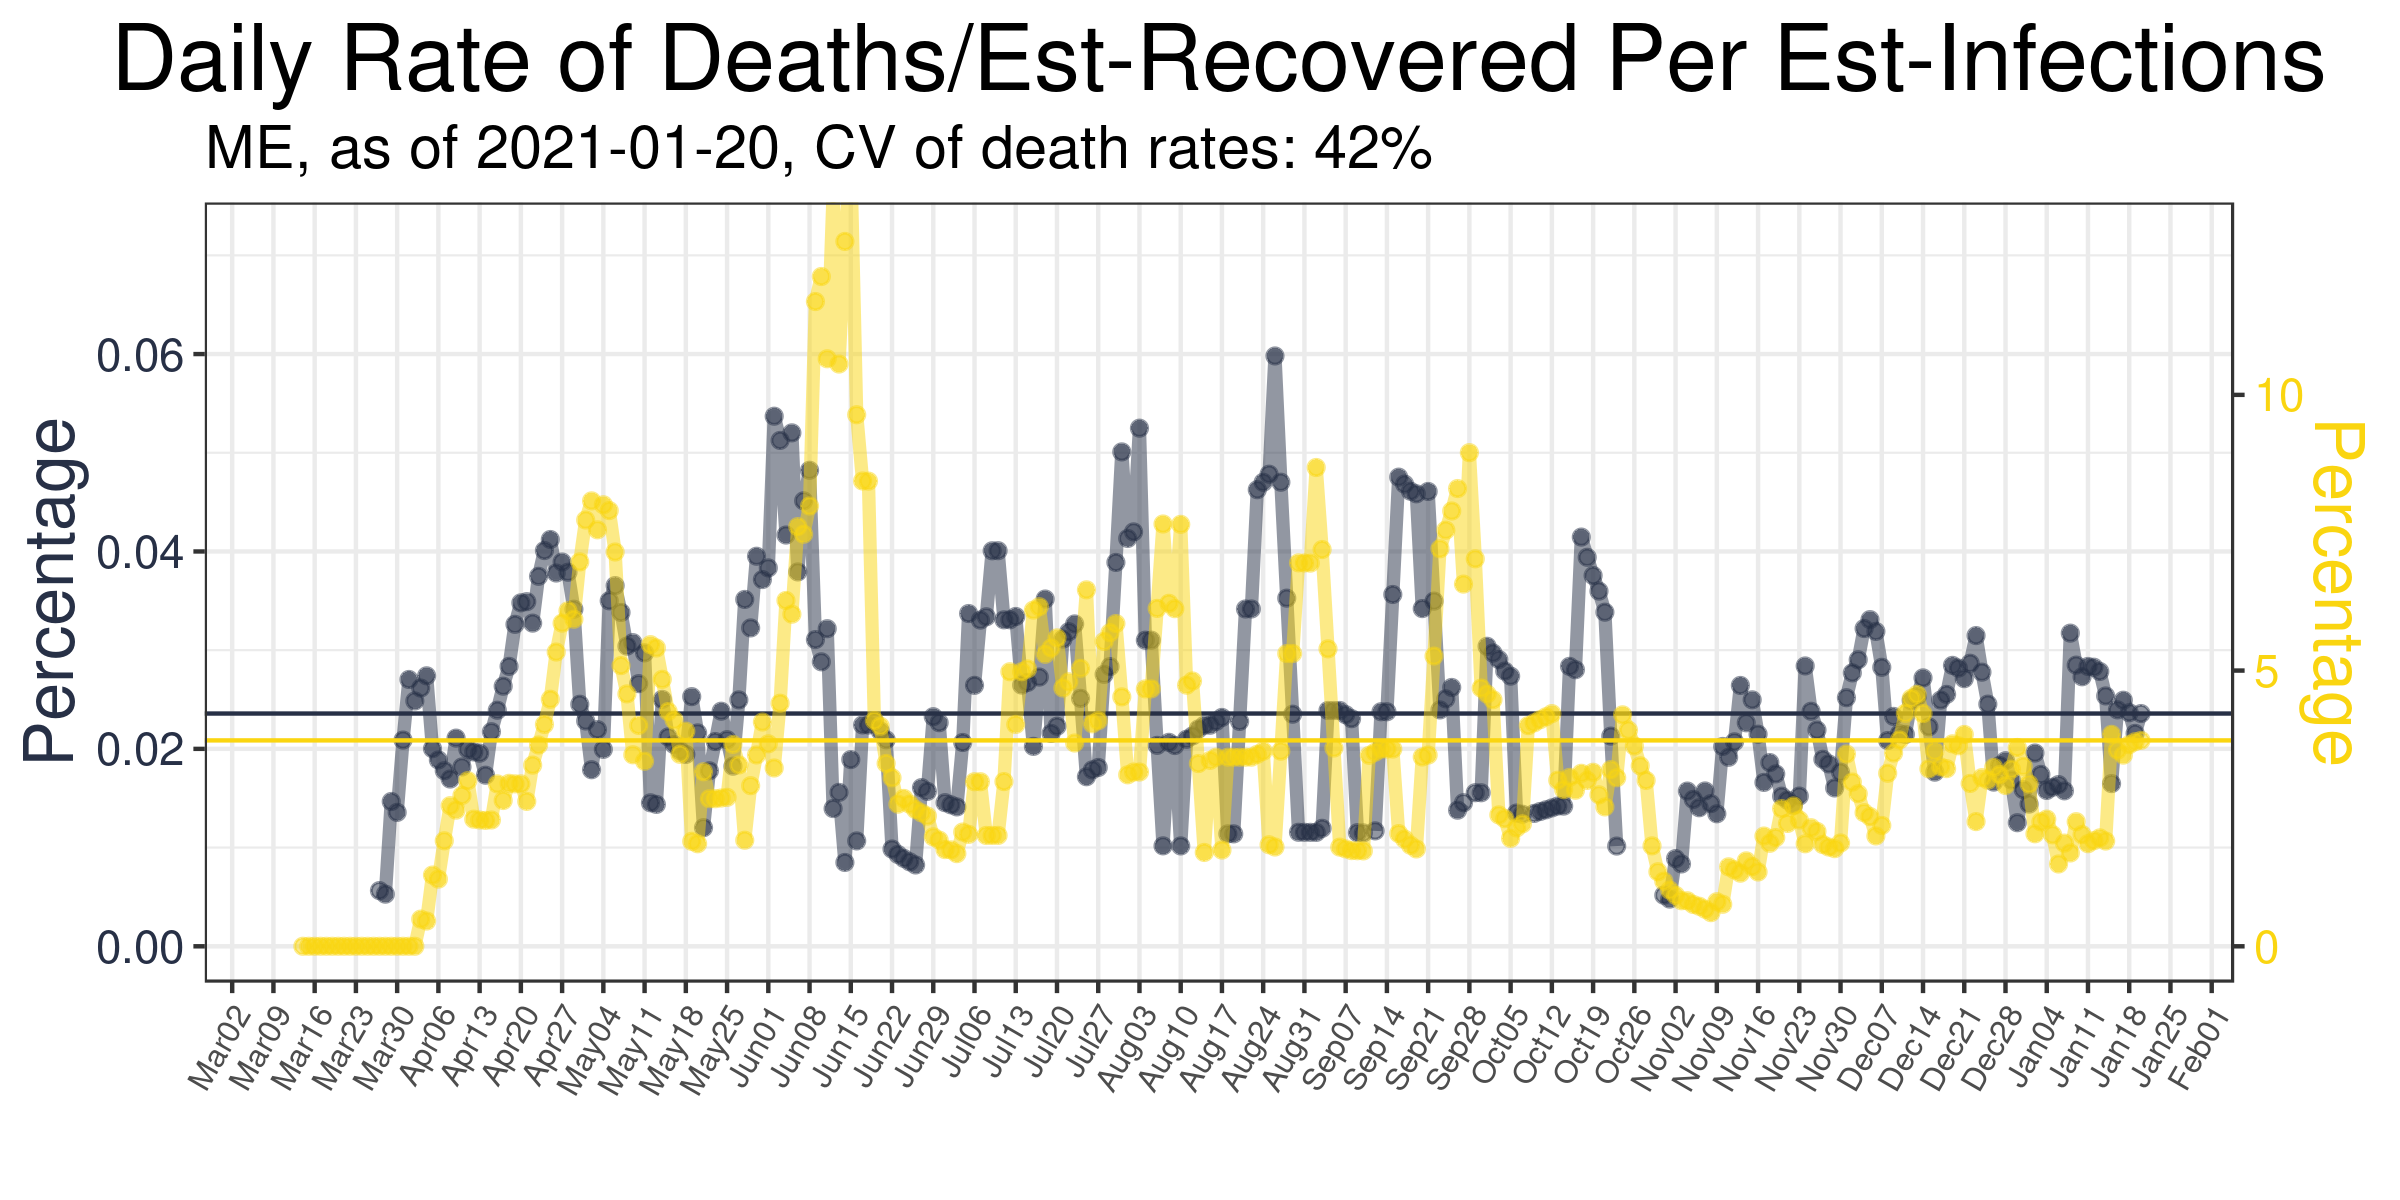 Daily Rate of Deaths/Est-Recovered Per Est-Infections
ME, as of 2021-01-20, CV of death rates: 42%
Percentage
0.06
0.04
0.02
0.00
10
5
0
Percentage
Mar02
Mar09
Mar16
Mar23
Mar30
Apr06
Apr13
Apr20
Apr27
May04
May11
May18
May25
Jun01
Jun08
Jun15
Jun22
Jun29
Jul06
Jul13
Jul20
Jul27
Aug03
Aug10
Aug17
Aug24
Aug31
Sep07
Sep14
Sep21
Sep28
Oct05
Oct12
Oct19
Oct26
Nov02
Nov09
Nov16
Nov23
Nov30
Dec07
Dec14
Dec21
Dec28
Jan04
Jan11
Jan18
Jan25
Feb01